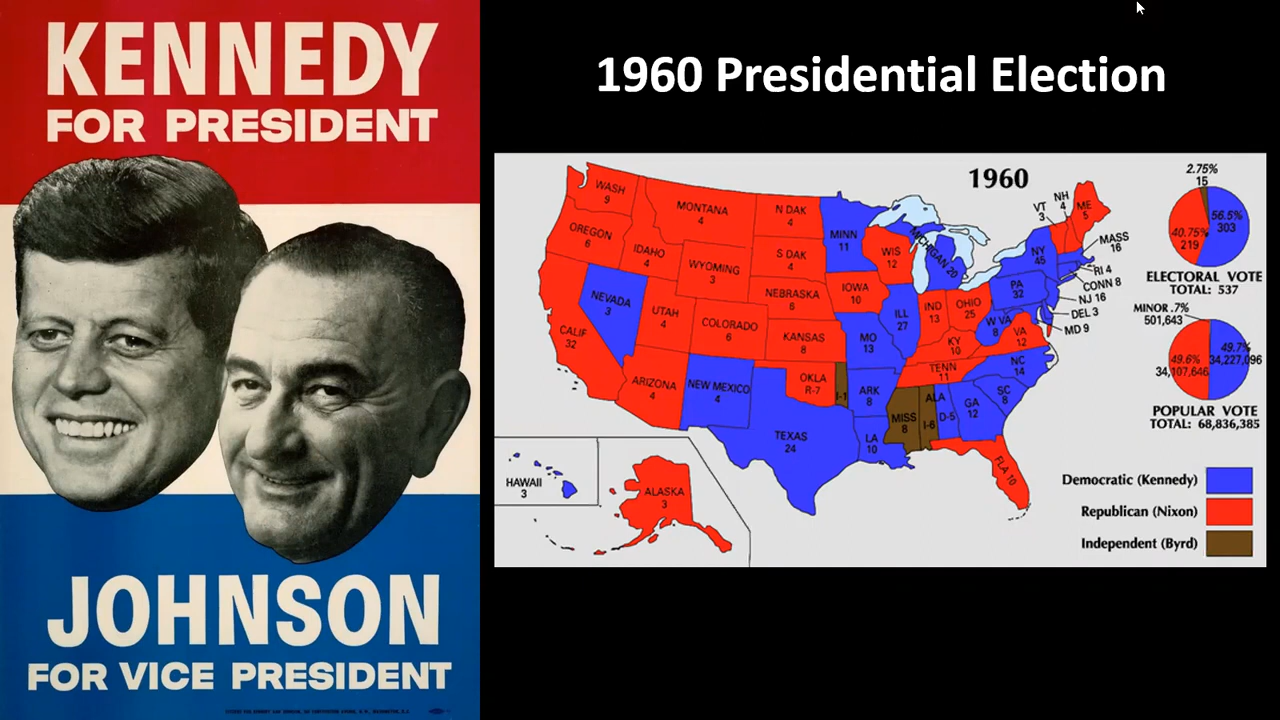 KENNEDY
FOR PRESIDENT
JOHNSON
FOR VICE PRESIDENT
1960 Presidential Election
1960
WASH
9
OREGON
6
CALIF
32
NEVADA
3
IDAHO
4
MONTANA
4
WYOMING
3
UTAH
4
ARIZONA
4
COLORADO
6
NEW MEXICO
4
N DAK
4
S DAK
4
NEBRASKA
6
KANSAS
8
OKLA
R-7
I-1
TEXAS
24
MINN
11
IOWA
10
MO
13
ARK
8
LA
10
WIS
12
ILL
27
MICHIGAN 20
IND
13
OHIO
25
KY
10
TENN
11
MISS
8
ALA
I-6
D-5
GA
12
FLA 10
SC
8
NC
14
VA
12
W VA
8
PA
32
NY
45
VT
3
NH
4
ME
5
MASS
16
RI 4
CONN 8
NJ 16
DEL 3
MD 9
HAWAII
3
ALASKA
3
2.75%
15
56.5%
303
40.75%
219
ELECTORAL VOTE
TOTAL: 537
MINOR .7%
501,643
49.7%
34,227,096
49.6%
34,107,646
POPULAR VOTE
TOTAL: 68,836,385
Democratic (Kennedy)
Republican (Nixon)
Independent (Byrd)